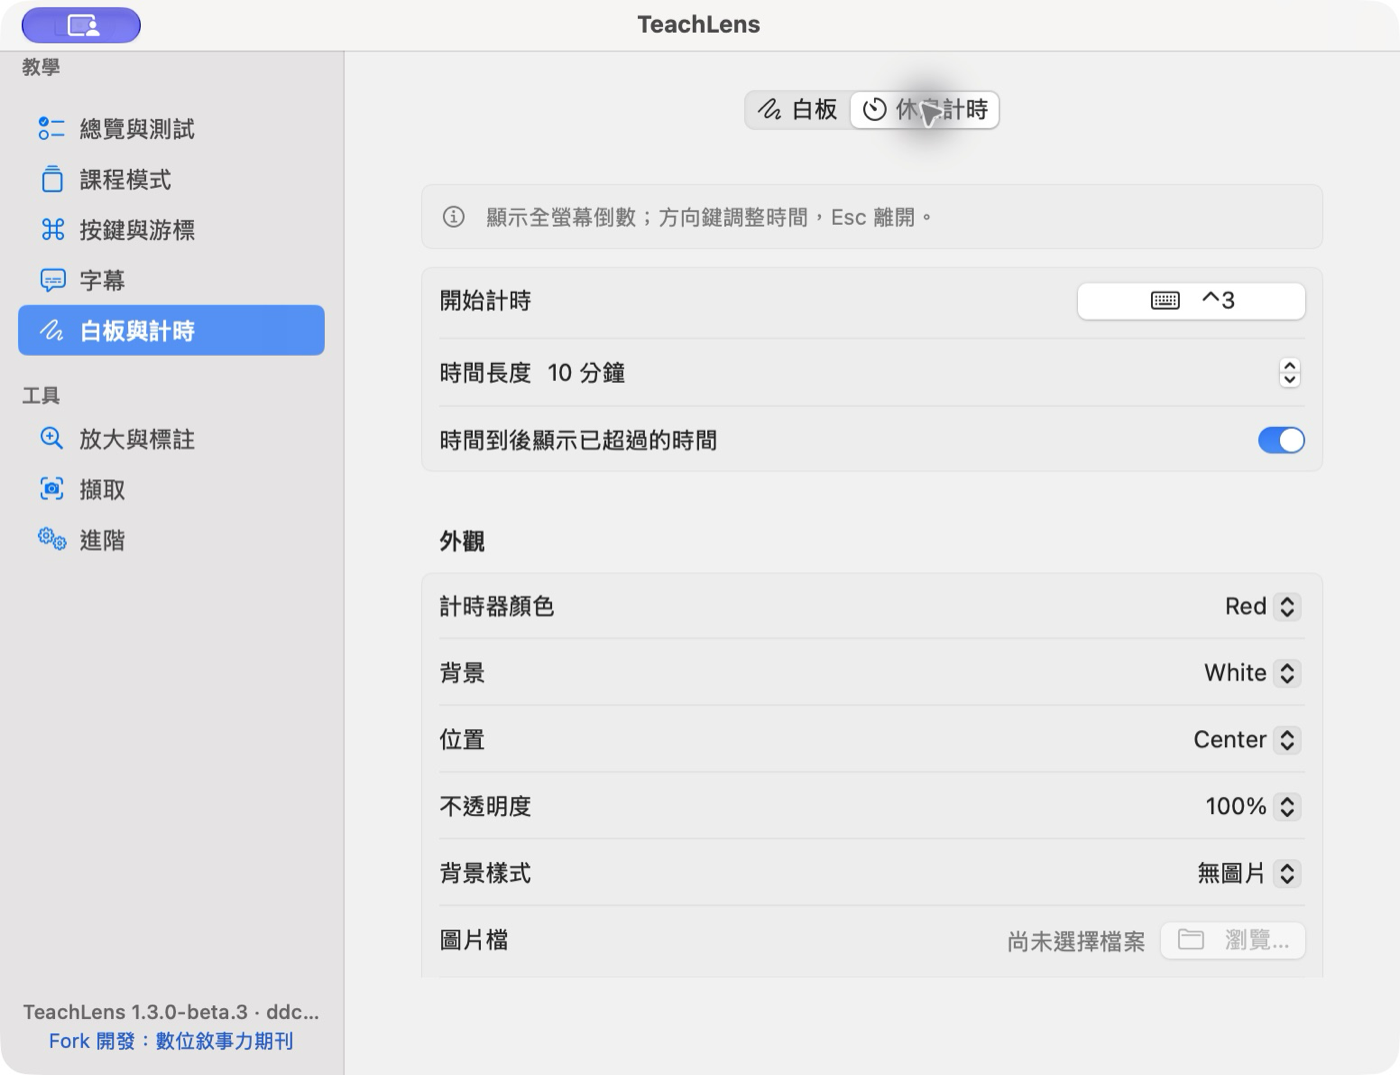 TeachLens
教學
總覽與測試
課程模式
按鍵與游標
字幕
白板與計時
工具
放大與標註
擷取
進階
TeachLens 1.3.0-beta.3 · ddc...
Fork 開發：數位敘事力期刊
白板
休息計時
顯示全螢幕倒數；方向鍵調整時間，Esc 離開。
開始計時 ^3
時間長度 10 分鐘
時間到後顯示已超過的時間
外觀
計時器顏色 Red
背景 White
位置 Center
不透明度 100%
背景樣式 無圖片
圖片檔 尚未選擇檔案 瀏覽...